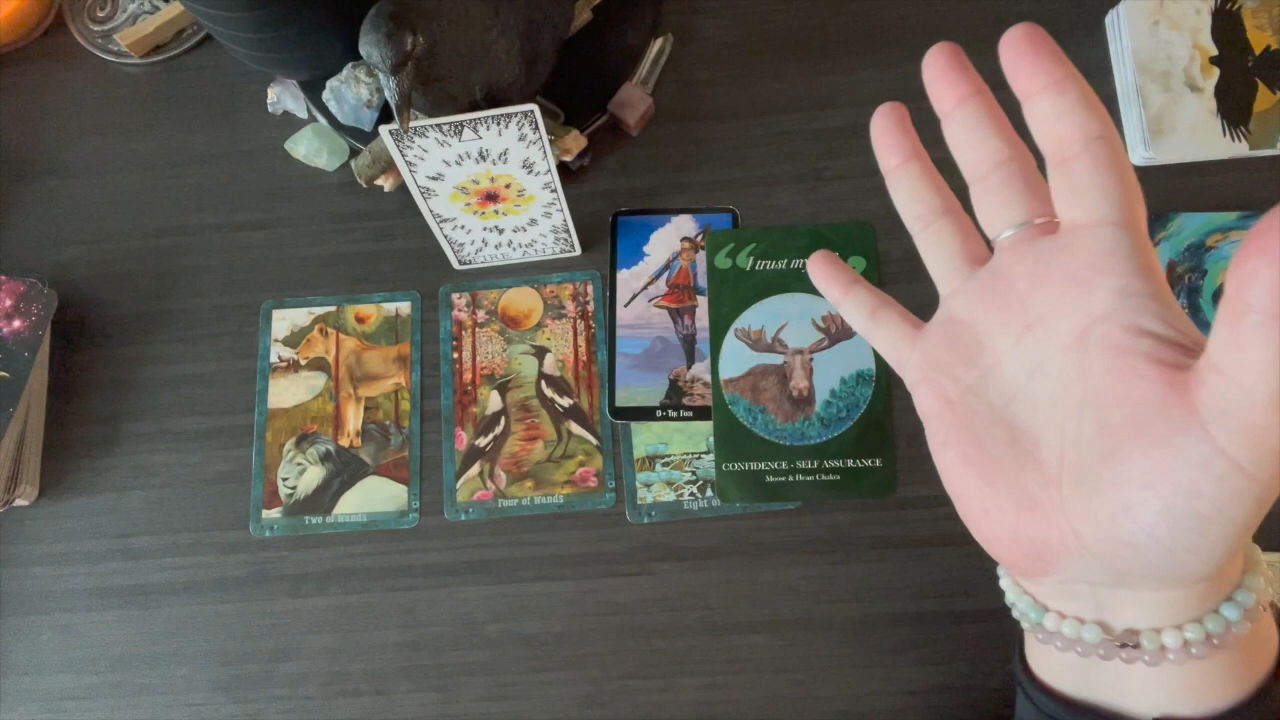 FIRE ANT
“I trust my
0 • The Fool
CONFIDENCE - SELF ASSURANCE
Moose & Heart Chakra
Two of Wands
Four of Wands
Eight of